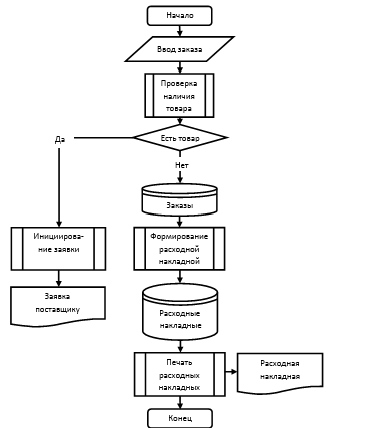 Начало
Ввод заказа
Проверка
наличия
товара
Есть товар
Да
Нет
Заказы
Инициирова-
ние заявки
Формирование
расходной
накладной
Заявка
поставщику
Расходные
накладные
Печать
расходных
накладных
Расходная
накладная
Конец